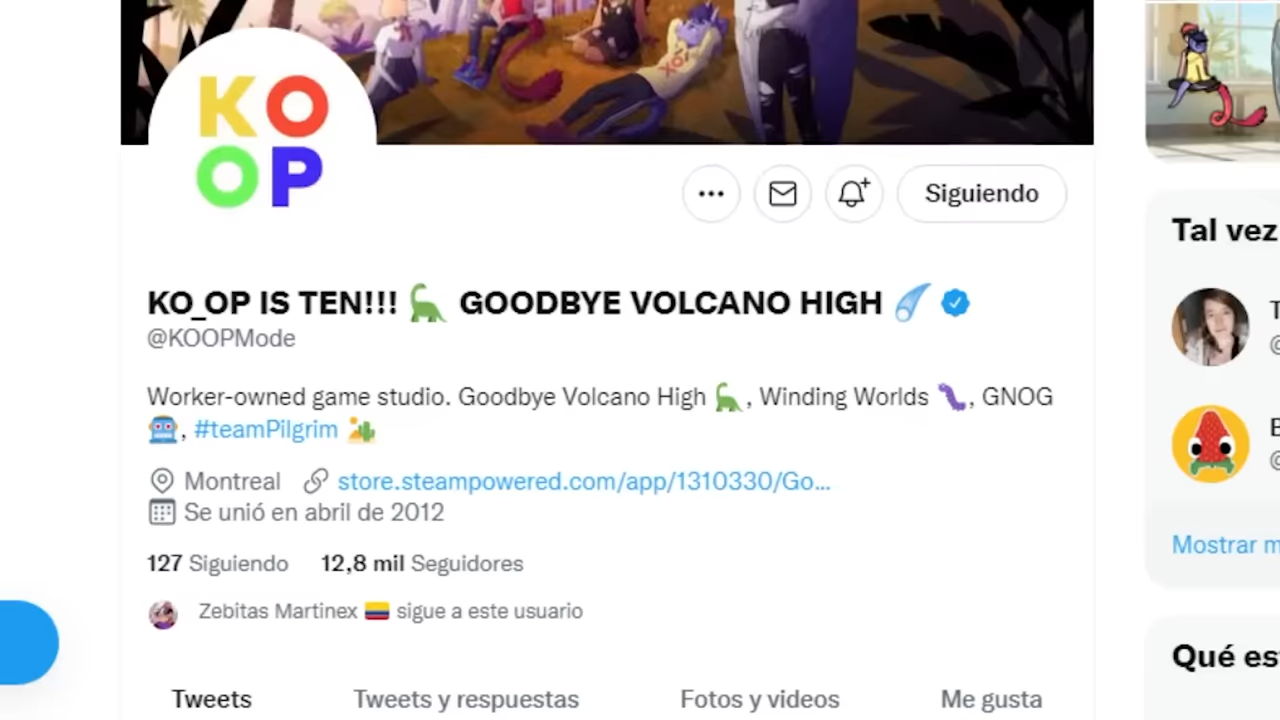 KO
OP
Siguiendo
Tal vez
KO_OP IS TEN!!! 🦕 GOODBYE VOLCANO HIGH ☄️
@KOOPMode
Worker-owned game studio. Goodbye Volcano High 🦕, Winding Worlds 🐛, GNOG
🤖, #teamPilgrim 🏜️
Montreal store.steampowered.com/app/1310330/Go...
Se unió en abril de 2012
127 Siguiendo 12,8 mil Seguidores
Zebitas Martinex 🇨🇴 sigue a este usuario
Mostrar m
Qué es
Tweets Tweets y respuestas Fotos y videos Me gusta